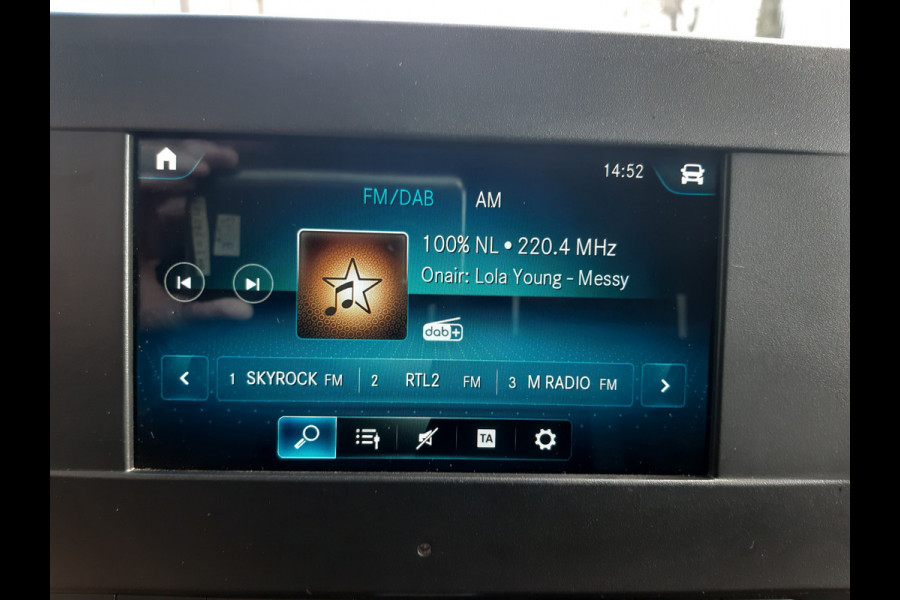 14:52
FM/DAB AM
100% NL • 220.4 MHz
Onair: Lola Young - Messy
dab+
1 SKYROCK FM 2 RTL2 FM 3 M RADIO FM
TA